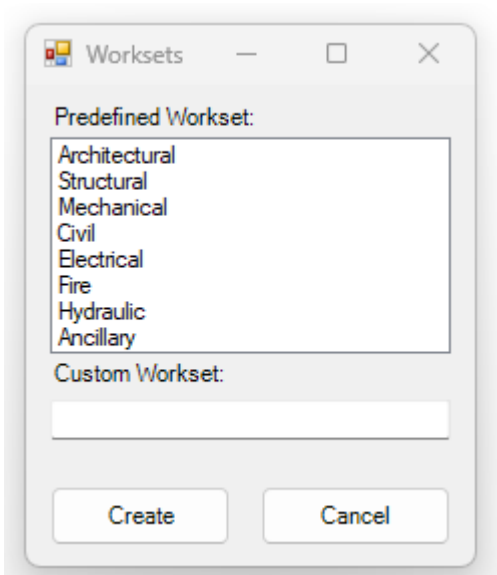 Worksets
Predefined Workset:
Architectural
Structural
Mechanical
Civil
Electrical
Fire
Hydraulic
Ancillary
Custom Workset:
Create Cancel